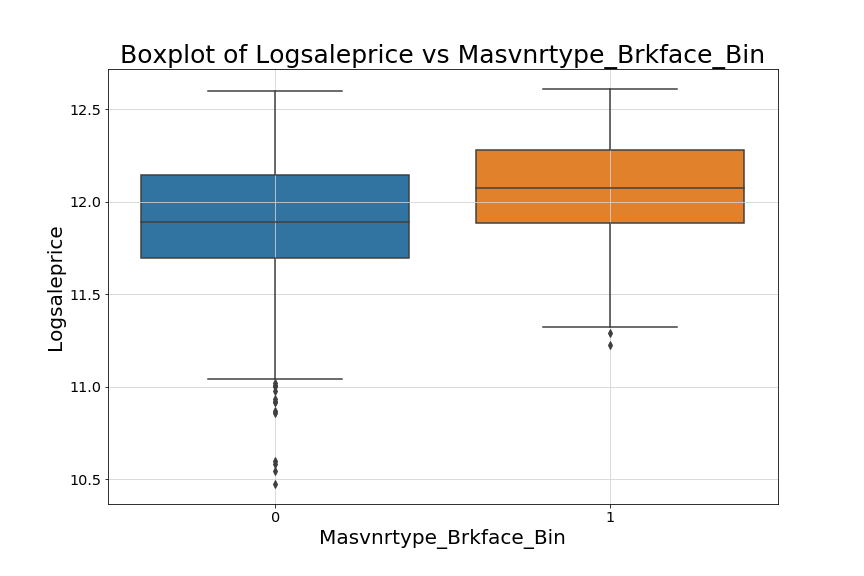 Boxplot of Logsaleprice vs Masvnrtype_Brkface_Bin
12.5
12.0
11.5
11.0
10.5
Logsaleprice
0 1
Masvnrtype_Brkface_Bin